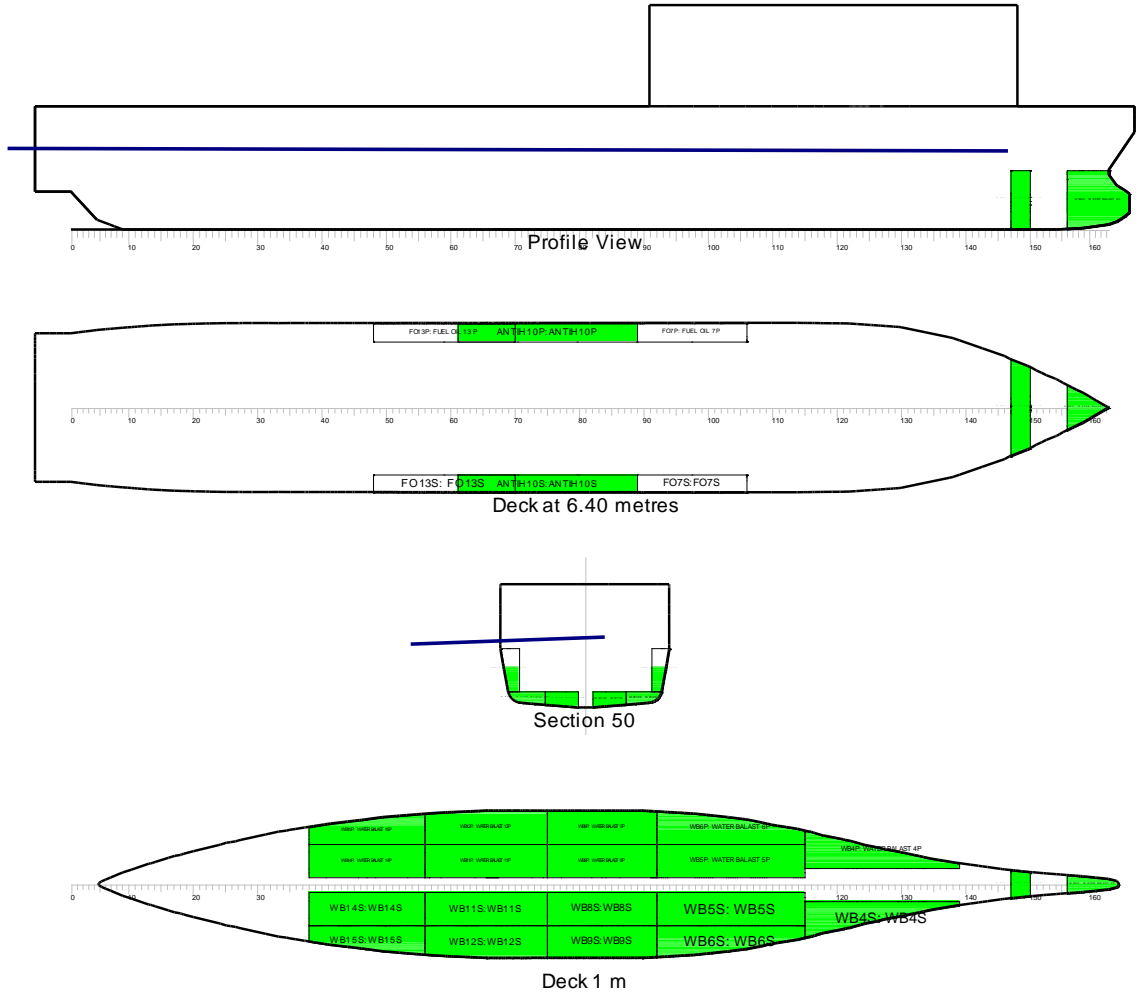 0 10 20 30 40 50 60 70 80 90 100 110 120 130 140 150 160
Profile View
FO13P: FUEL OIL 13 P ANTIH10P: ANTIH10P FO7P: FUEL OIL 7P
0 10 20 30 40 50 60 70 80 90 100 110 120 130 140 150 160
FO13S: FO13S ANTIH10S: ANTIH10S FO7S: FO7S
Deck at 6.40 metres
Section 50
WB6P: WATER BALAST 6P
WB4P: WATER BALAST 4P
WB5P: WATER BALAST 5P
0 10 20 30 120 130 150 160
WB14S: WB14S WB11S: WB11S WB8S: WB8S WB5S: WB5S
WB4S: WB4S
WB15S: WB15S WB12S: WB12S WB9S: WB9S WB6S: WB6S
Deck 1 m